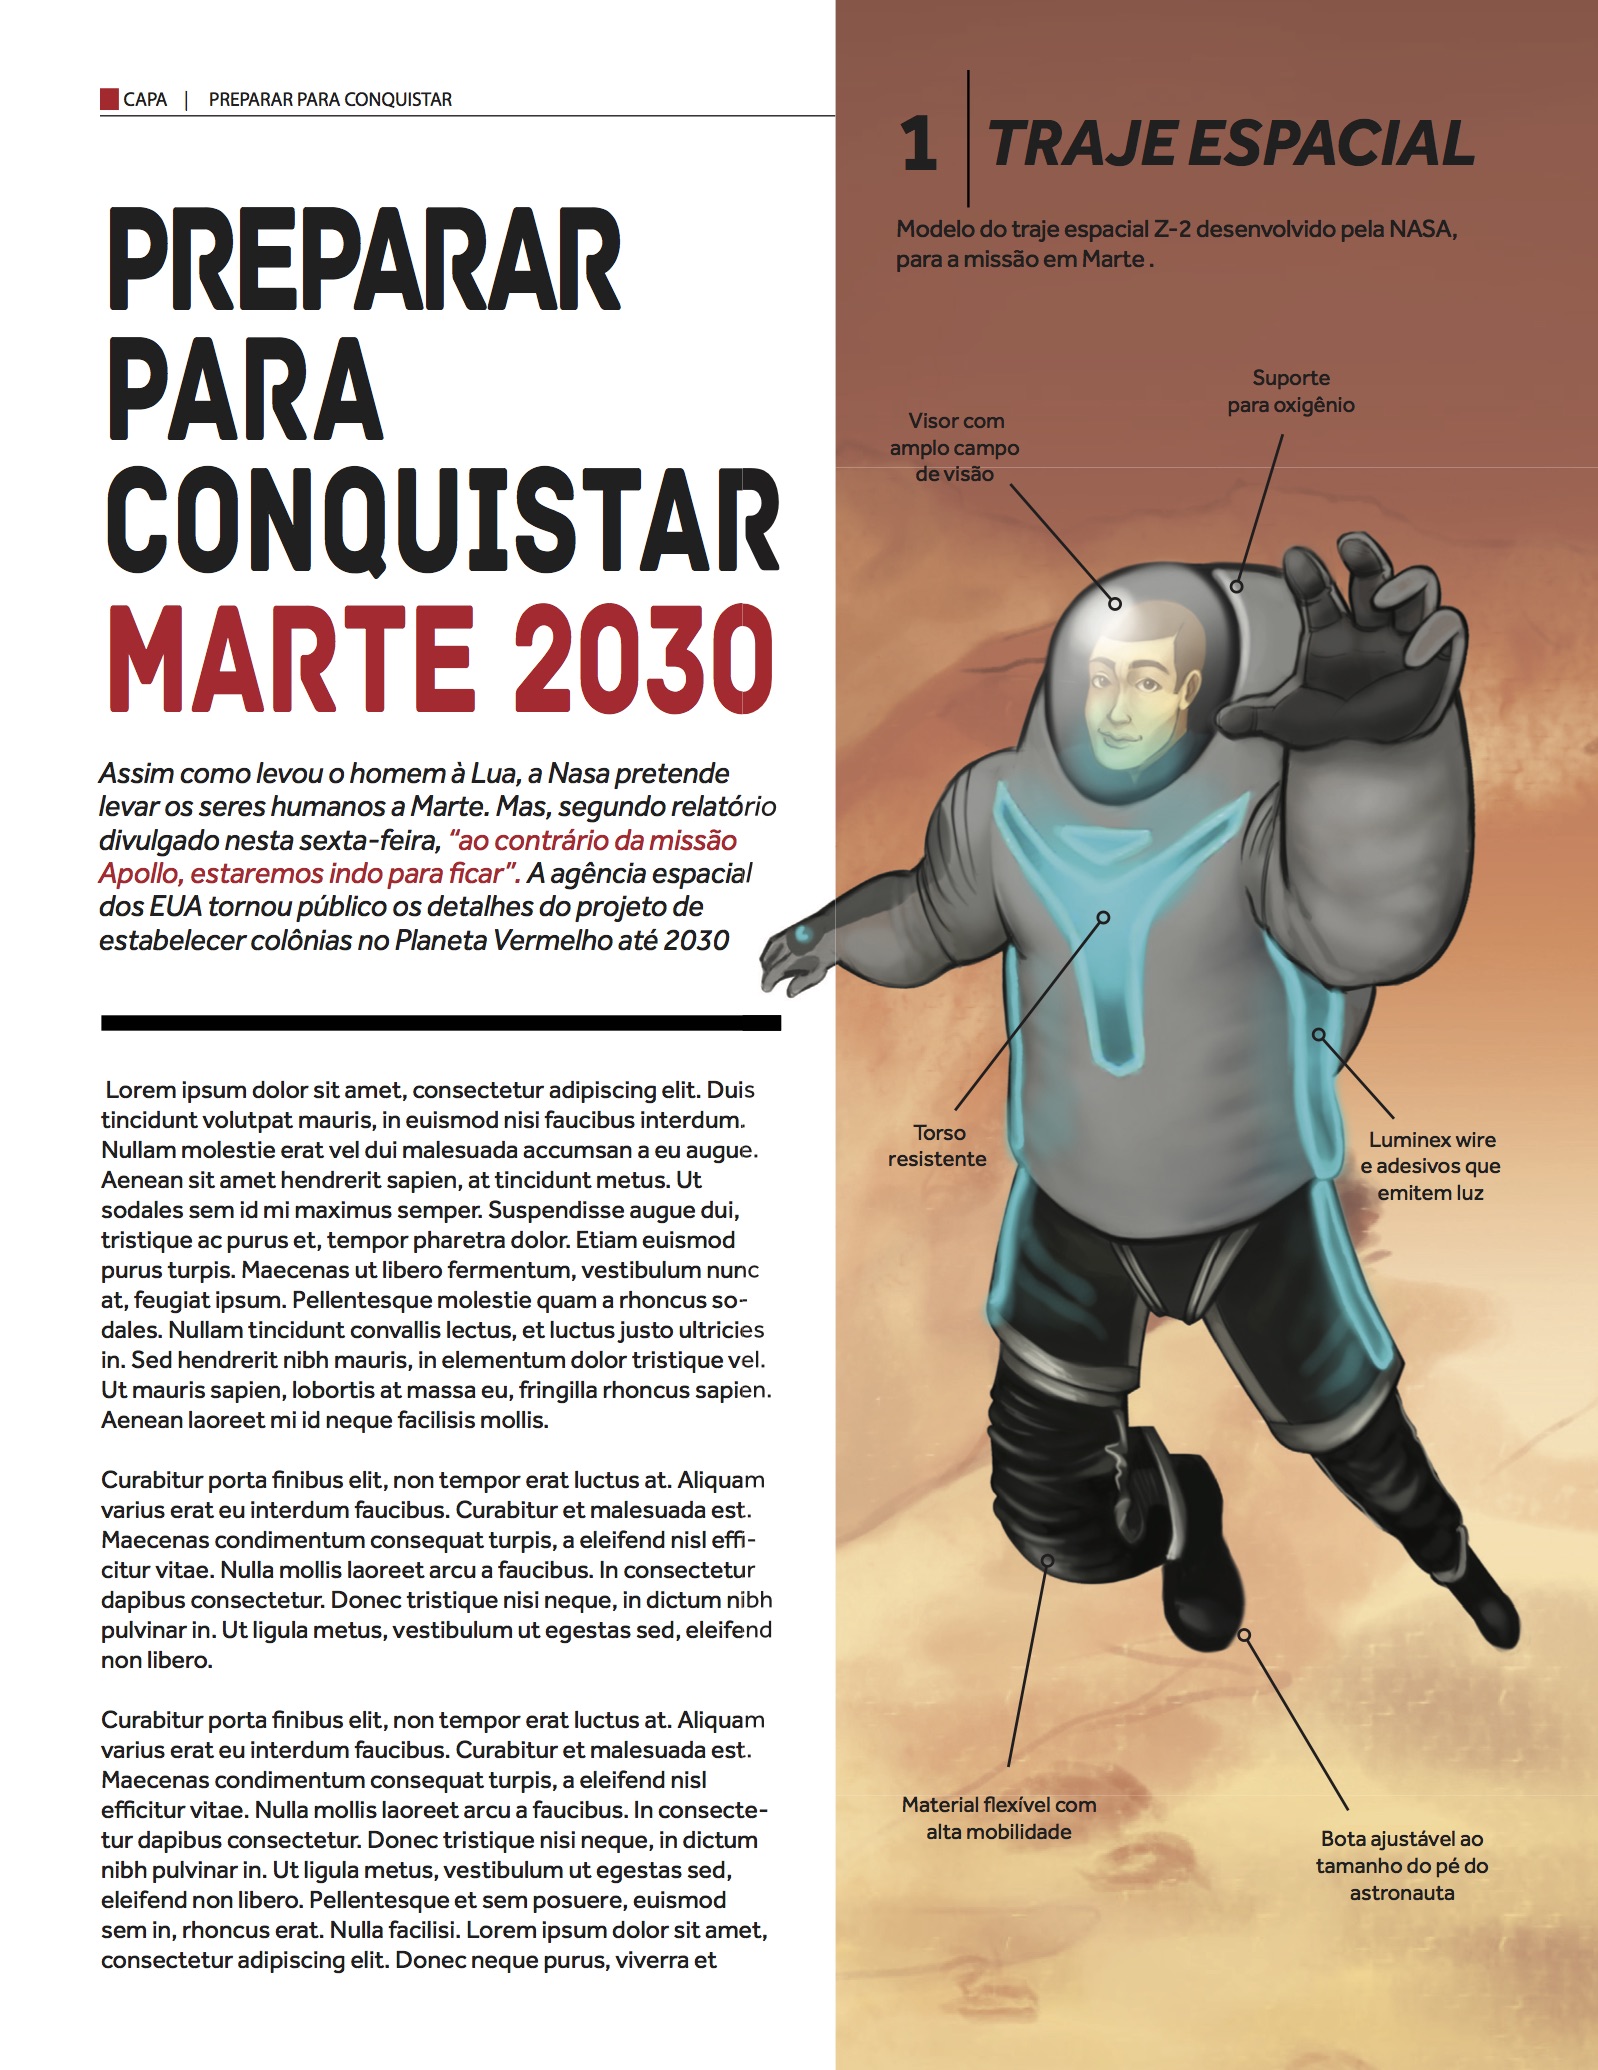 CAPA | PREPARAR PARA CONQUISTAR
PREPARAR
PARA
CONQUISTAR
MARTE 2030
Assim como levou o homem à Lua, a Nasa pretende
levar os seres humanos a Marte. Mas, segundo relatório
divulgado nesta sexta-feira, “ao contrário da missão
Apollo, estaremos indo para ficar”. A agência espacial
dos EUA tornou público os detalhes do projeto de
estabelecer colônias no Planeta Vermelho até 2030
Lorem ipsum dolor sit amet, consectetur adipiscing elit. Duis
tincidunt volutpat mauris, in euismod nisi faucibus interdum.
Nullam molestie erat vel dui malesuada accumsan a eu augue.
Aenean sit amet hendrerit sapien, at tincidunt metus. Ut
sodales sem id mi maximus semper. Suspendisse augue dui,
tristique ac purus et, tempor pharetra dolor. Etiam euismod
purus turpis. Maecenas ut libero fermentum, vestibulum nunc
at, feugiat ipsum. Pellentesque molestie quam a rhoncus so-
dales. Nullam tincidunt convallis lectus, et luctus justo ultricies
in. Sed hendrerit nibh mauris, in elementum dolor tristique vel.
Ut mauris sapien, lobortis at massa eu, fringilla rhoncus sapien.
Aenean laoreet mi id neque facilisis mollis.
Curabitur porta finibus elit, non tempor erat luctus at. Aliquam
varius erat eu interdum faucibus. Curabitur et malesuada est.
Maecenas condimentum consequat turpis, a eleifend nisl effi-
citur vitae. Nulla mollis laoreet arcu a faucibus. In consectetur
dapibus consectetur. Donec tristique nisi neque, in dictum nibh
pulvinar in. Ut ligula metus, vestibulum ut egestas sed, eleifend
non libero.
Curabitur porta finibus elit, non tempor erat luctus at. Aliquam
varius erat eu interdum faucibus. Curabitur et malesuada est.
Maecenas condimentum consequat turpis, a eleifend nisl
efficitur vitae. Nulla mollis laoreet arcu a faucibus. In consecte-
tur dapibus consectetur. Donec tristique nisi neque, in dictum
nibh pulvinar in. Ut ligula metus, vestibulum ut egestas sed,
eleifend non libero. Pellentesque et sem posuere, euismod
sem in, rhoncus erat. Nulla facilisi. Lorem ipsum dolor sit amet,
consectetur adipiscing elit. Donec neque purus, viverra et
1 TRAJE ESPACIAL
Modelo do traje espacial Z-2 desenvolvido pela NASA,
para a missão em Marte .
Suporte
para oxigênio
Visor com
amplo campo
de visão
Torso
resistente
Luminex wire
e adesivos que
emitem luz
Material flexível com
alta mobilidade
Bota ajustável ao
tamanho do pé do
astronauta